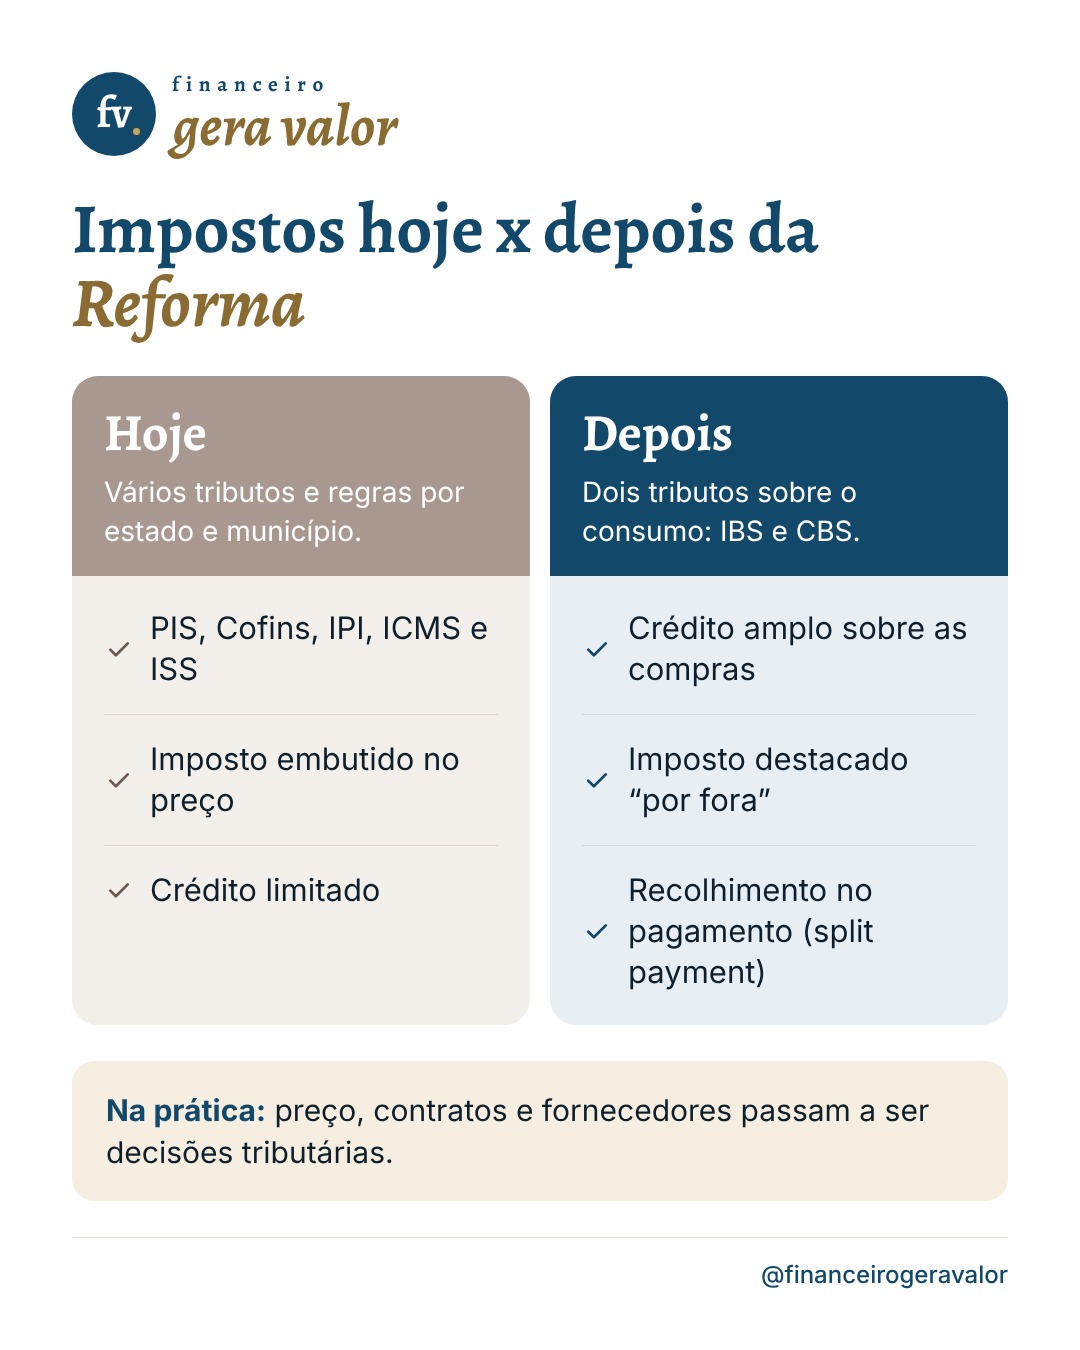 fv.
financeiro
gera valor
Impostos hoje x depois da
Reforma
Hoje
Vários tributos e regras por
estado e município.
PIS, Cofins, IPI, ICMS e
ISS
Imposto embutido no
preço
Crédito limitado
Depois
Dois tributos sobre o
consumo: IBS e CBS.
Crédito amplo sobre as
compras
Imposto destacado
“por fora”
Recolhimento no
pagamento (split
payment)
Na prática: preço, contratos e fornecedores passam a ser
decisões tributárias.
@financeirogeravalor